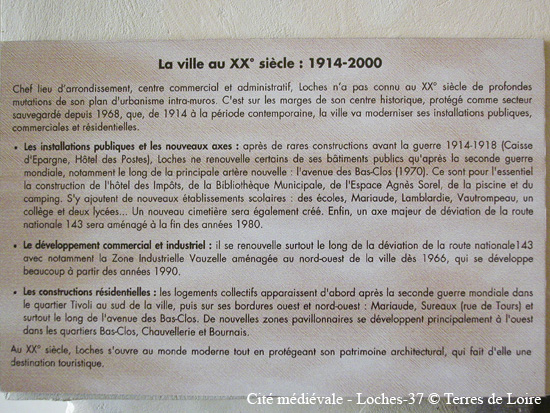 La ville au XX° siècle : 1914-2000
Chef lieu d'arrondissement, centre commercial et administratif, Loches n'a pas connu au XX° siècle de profondes
mutations de son plan d'urbanisme intra-muros. C'est sur les marges de son centre historique, protégé comme secteur
sauvegardé depuis 1968, que, de 1914 à la période contemporaine, la ville va moderniser ses installations publiques,
commerciales et résidentielles.
• Les installations publiques et les nouveaux axes : après de rares constructions avant la guerre 1914-1918 (Caisse
d'Epargne, Hôtel des Postes), Loches ne renouvelle certains de ses bâtiments publics qu'après la seconde guerre
mondiale, notamment le long de la principale artère nouvelle : l'avenue des Bas-Clos (1970). Ce sont pour l'essentiel
la construction de l'hôtel des Impôts, de la Bibliothèque Municipale, de l'Espace Agnès Sorel, de la piscine et du
camping. S'y ajoutent de nouveaux établissements scolaires : des écoles, Mariaude, Lamblardie, Vautrompeau, un
collège et deux lycées... Un nouveau cimetière sera également créé. Enfin, un axe majeur de déviation de la route
nationale 143 sera aménagé à la fin des années 1980.
• Le développement commercial et industriel : il se renouvelle surtout le long de la déviation de la route nationale143
avec notamment la Zone Industrielle Vauzelle aménagée au nord-ouest de la ville dès 1966, qui se développe
beaucoup à partir des années 1990.
• Les constructions résidentielles : les logements collectifs apparaissent d'abord après la seconde guerre mondiale dans
le quartier Tivoli au sud de la ville, puis sur ses bordures ouest et nord-ouest : Mariaude, Sureaux (rue de Tours) et
surtout le long de l'avenue des Bas-Clos. De nouvelles zones pavillonnaires se développent principalement à l'ouest
dans les quartiers Bas-Clos, Chauvellerie et Bournais.
Au XX° siècle, Loches s'ouvre au monde moderne tout en protégeant son patrimoine architectural, qui fait d'elle une
destination touristique.
Cité médiévale - Loches-37 © Terres de Loire